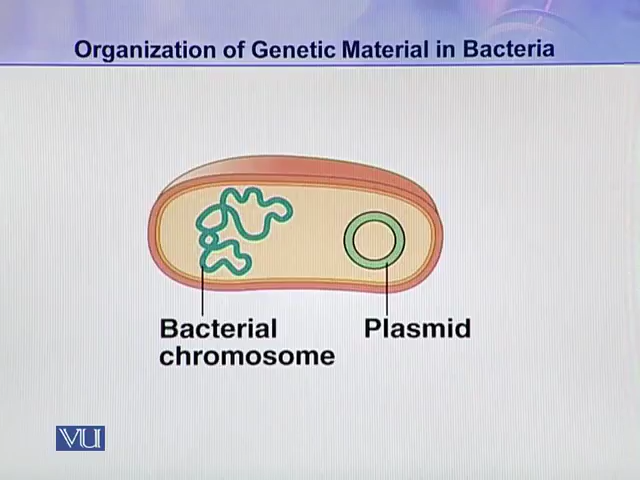 Organization of Genetic Material in Bacteria
Bacterial
chromosome
Plasmid
VU